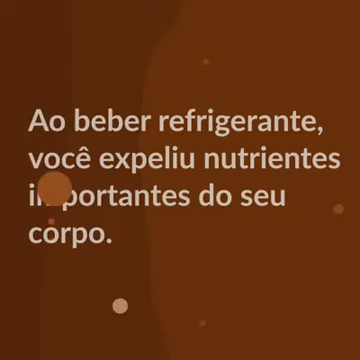 Ao beber refrigerante,
você expeliu nutrientes
importantes do seu
corpo.